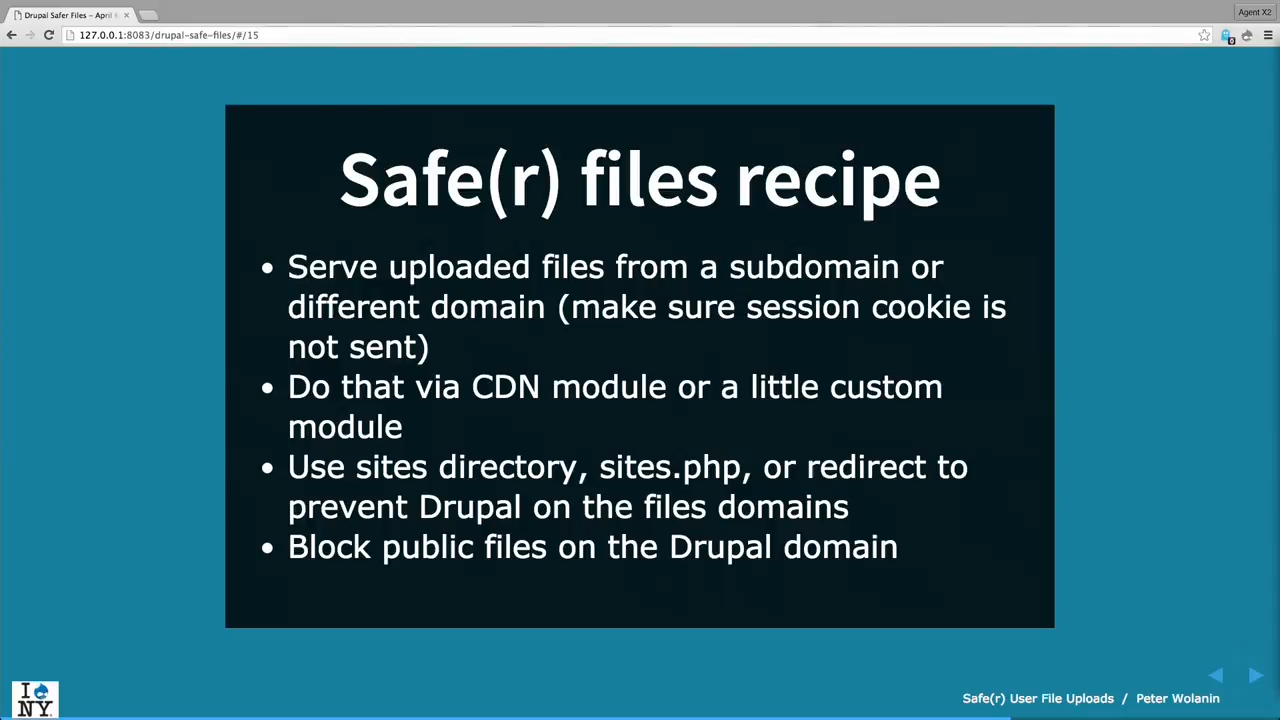 Drupal Safer Files – April
Agent X2
127.0.0.1:8083/drupal-safe-files/#/15
Safe(r) files recipe
• Serve uploaded files from a subdomain or
different domain (make sure session cookie is
not sent)
• Do that via CDN module or a little custom
module
• Use sites directory, sites.php, or redirect to
prevent Drupal on the files domains
• Block public files on the Drupal domain
I
NY.
Safe(r) User File Uploads / Peter Wolanin